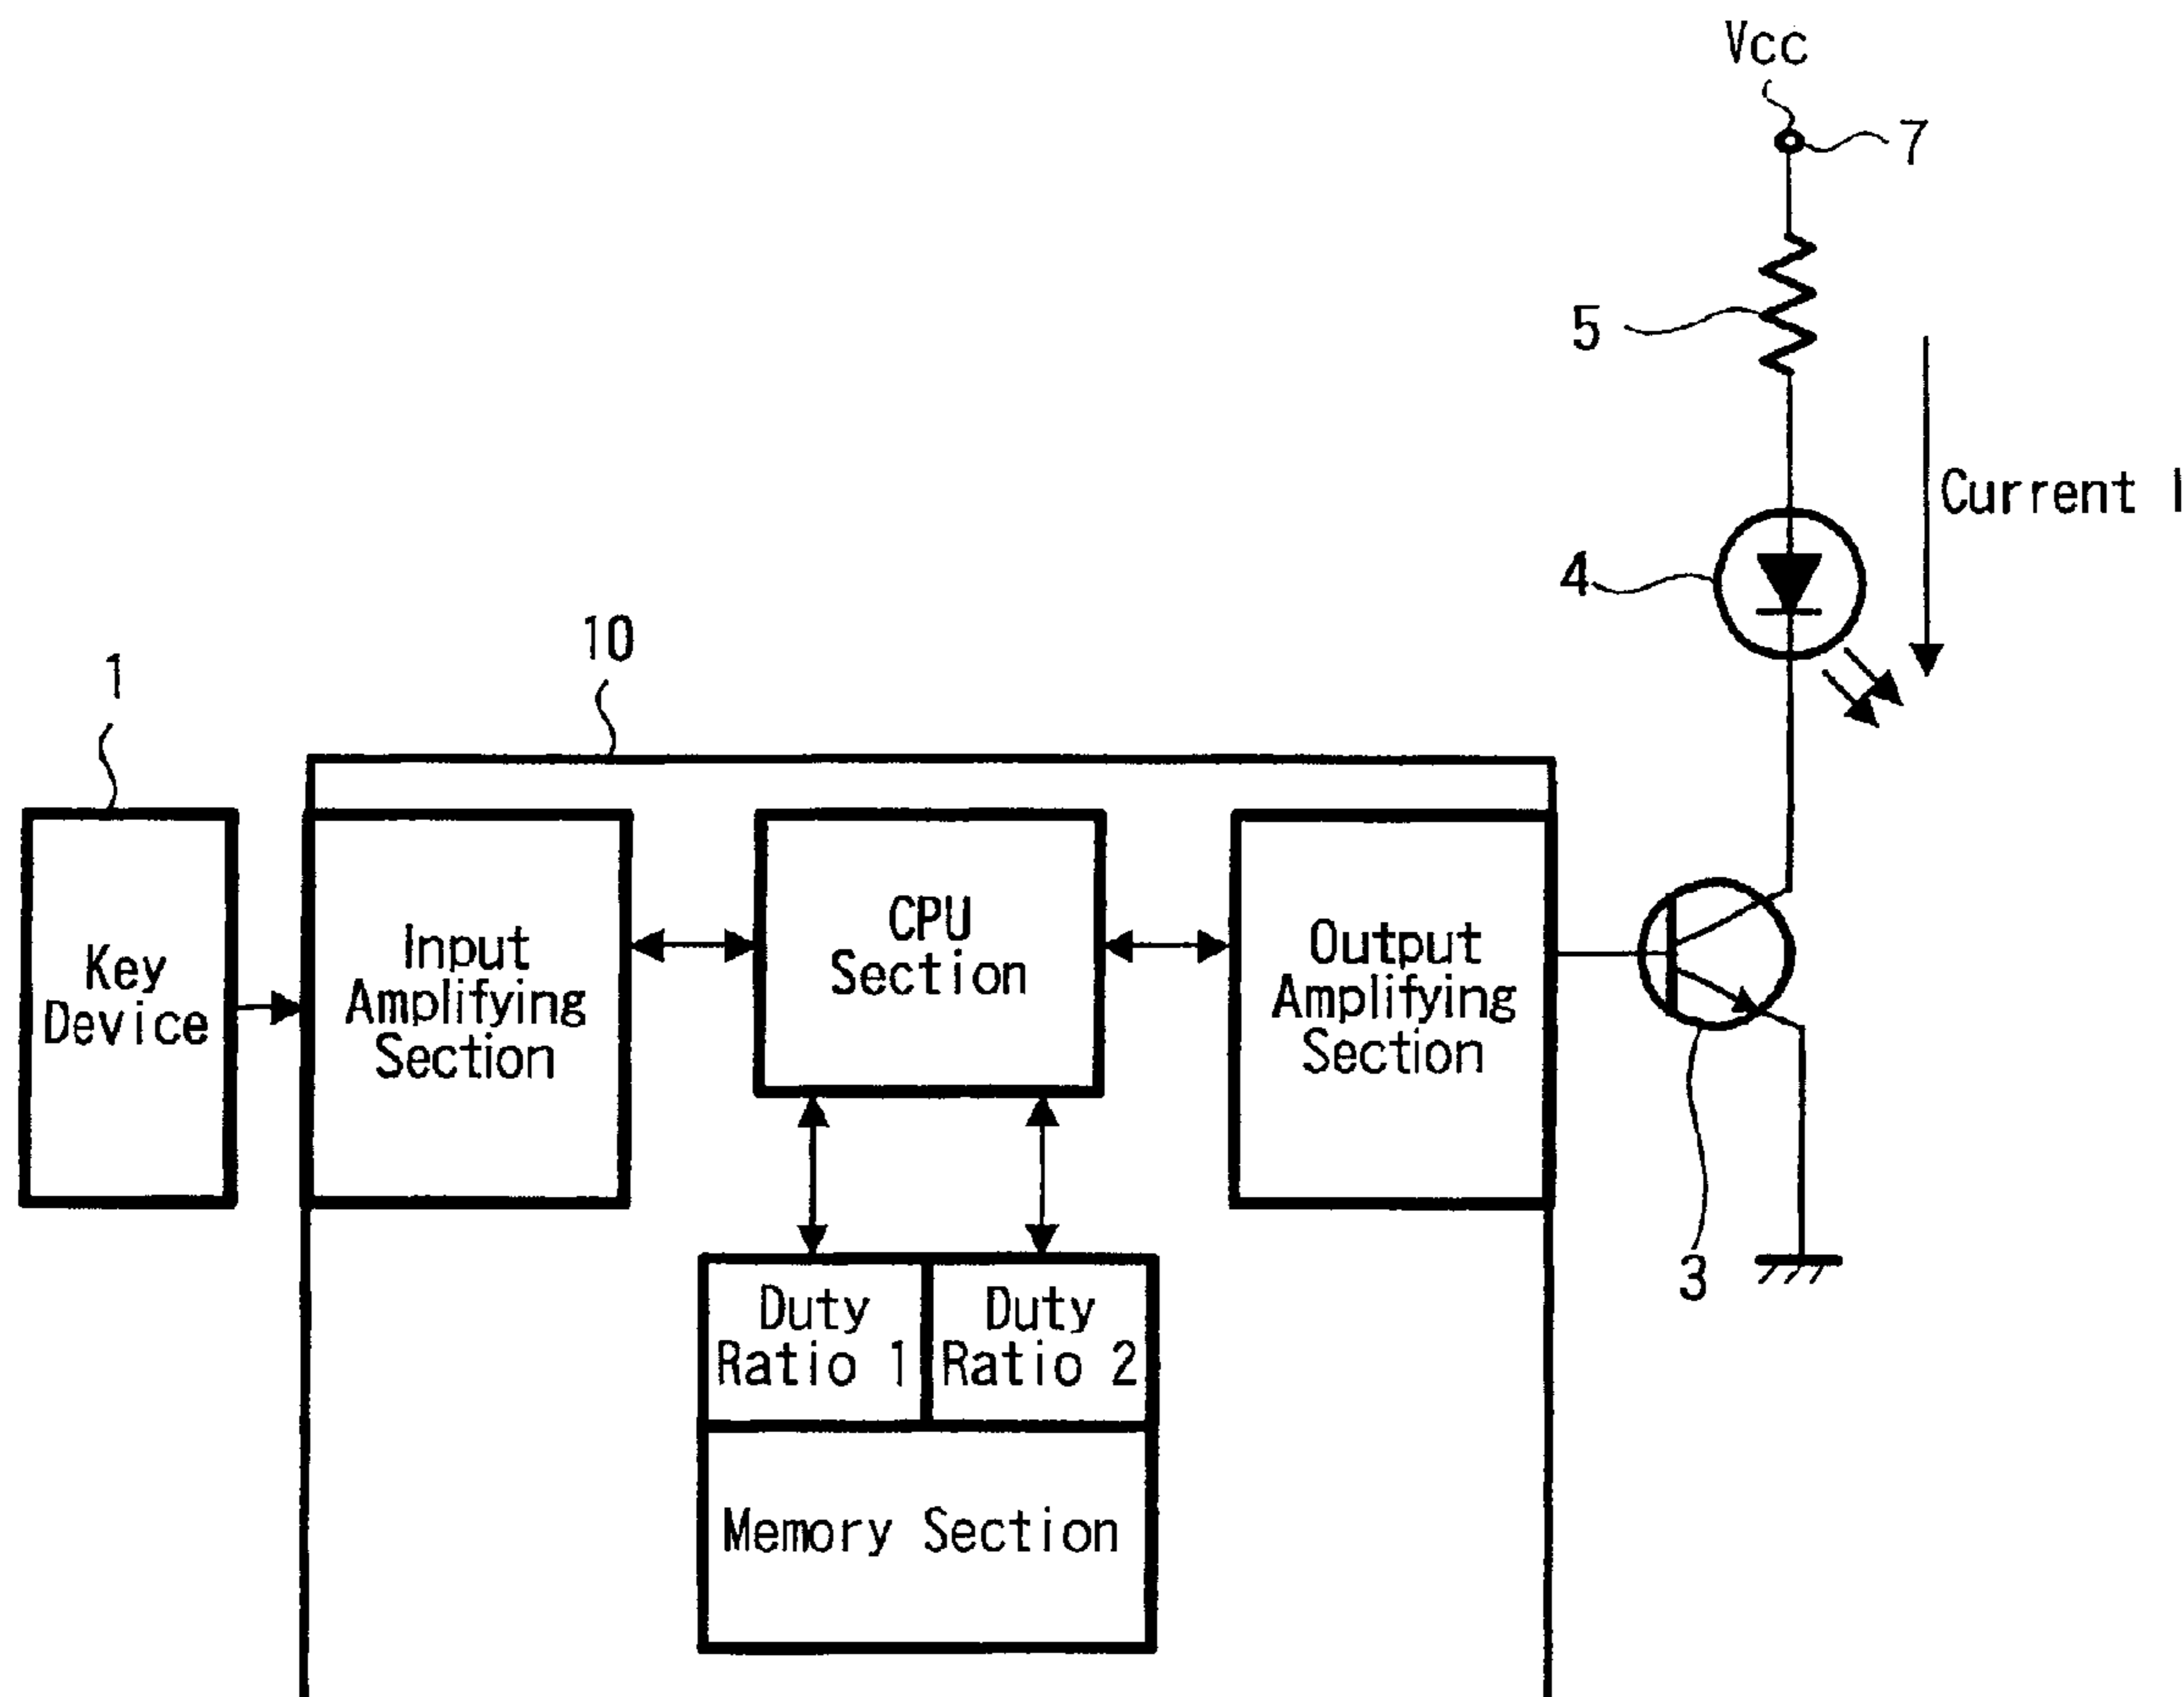 Vcc
7
5
Current I
4
10
1
Key
Device
Input
Amplifying
Section
CPU
Section
Output
Amplifying
Section
3
Duty
Ratio 1
Duty
Ratio 2
Memory Section